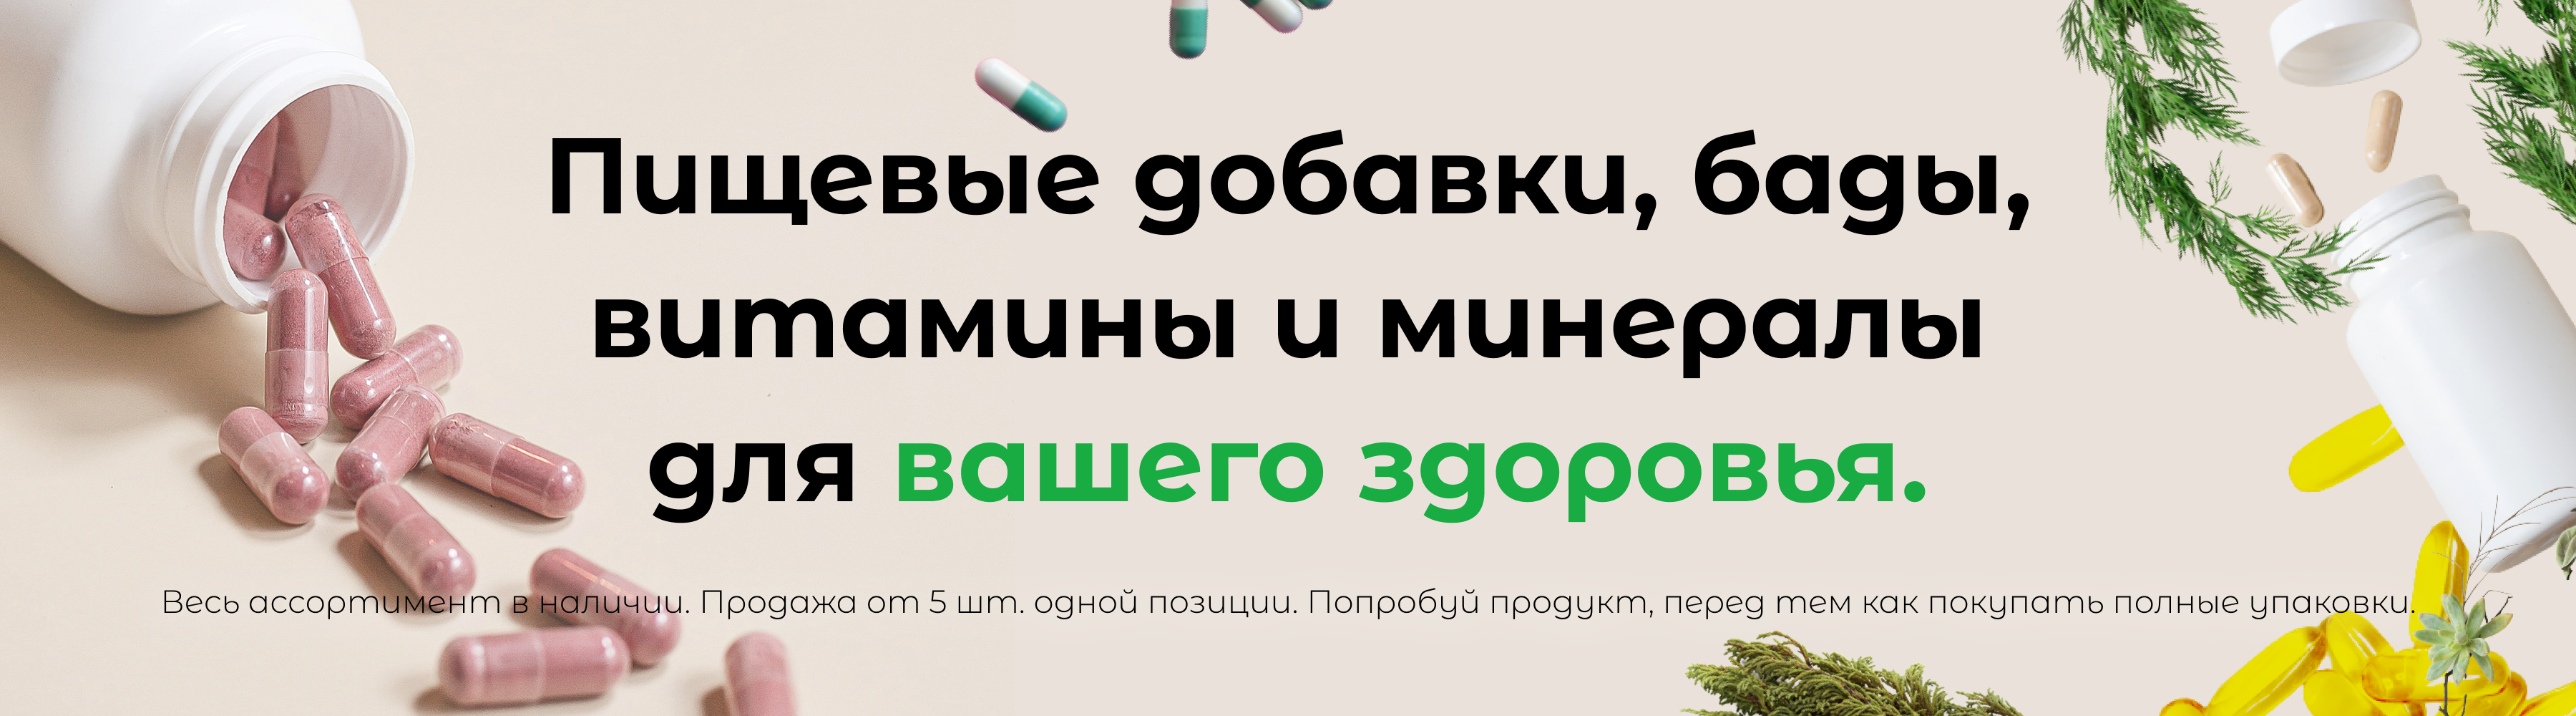 Пищевые добавки, бады,
витамины и минералы
для вашего здоровья.
Весь ассортимент в наличии. Продажа от 5 шт. одной позиции. Попробуй продукт, перед тем как покупать полные упаковки.